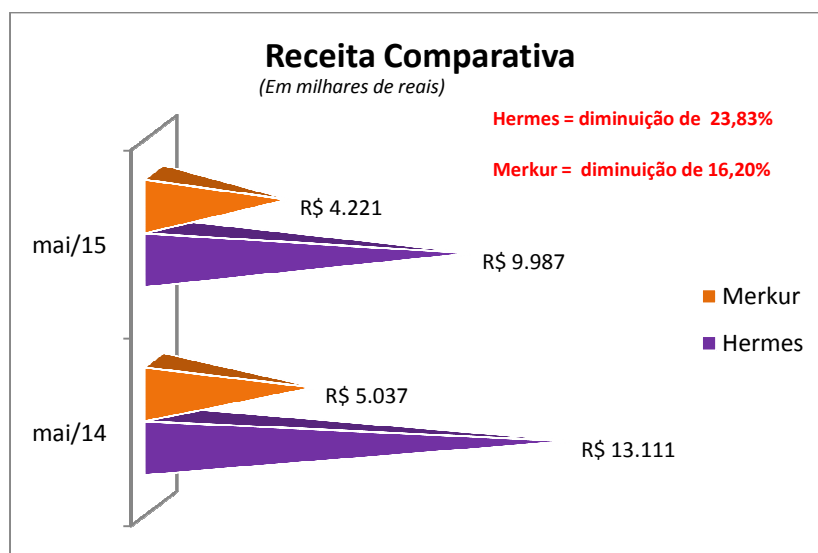 Receita Comparativa
(Em milhares de reais)
Hermes = diminuição de  23,83%
Merkur =  diminuição de 16,20%
R$ 4.221
mai/15
R$ 9.987
Merkur
Hermes
R$ 5.037
mai/14
R$ 13.111